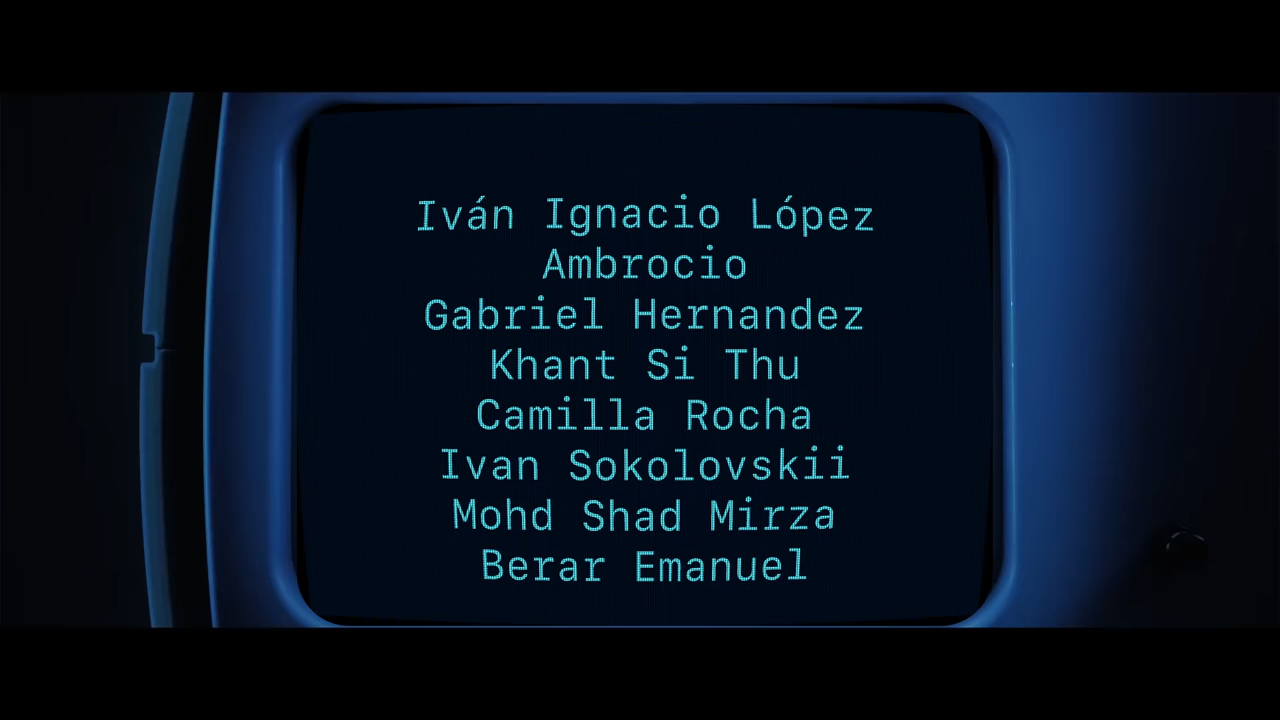 Iván Ignacio López
Ambrocio
Gabriel Hernandez
Khant Si Thu
Camilla Rocha
Ivan Sokolovskii
Mohd Shad Mirza
Berar Emanuel